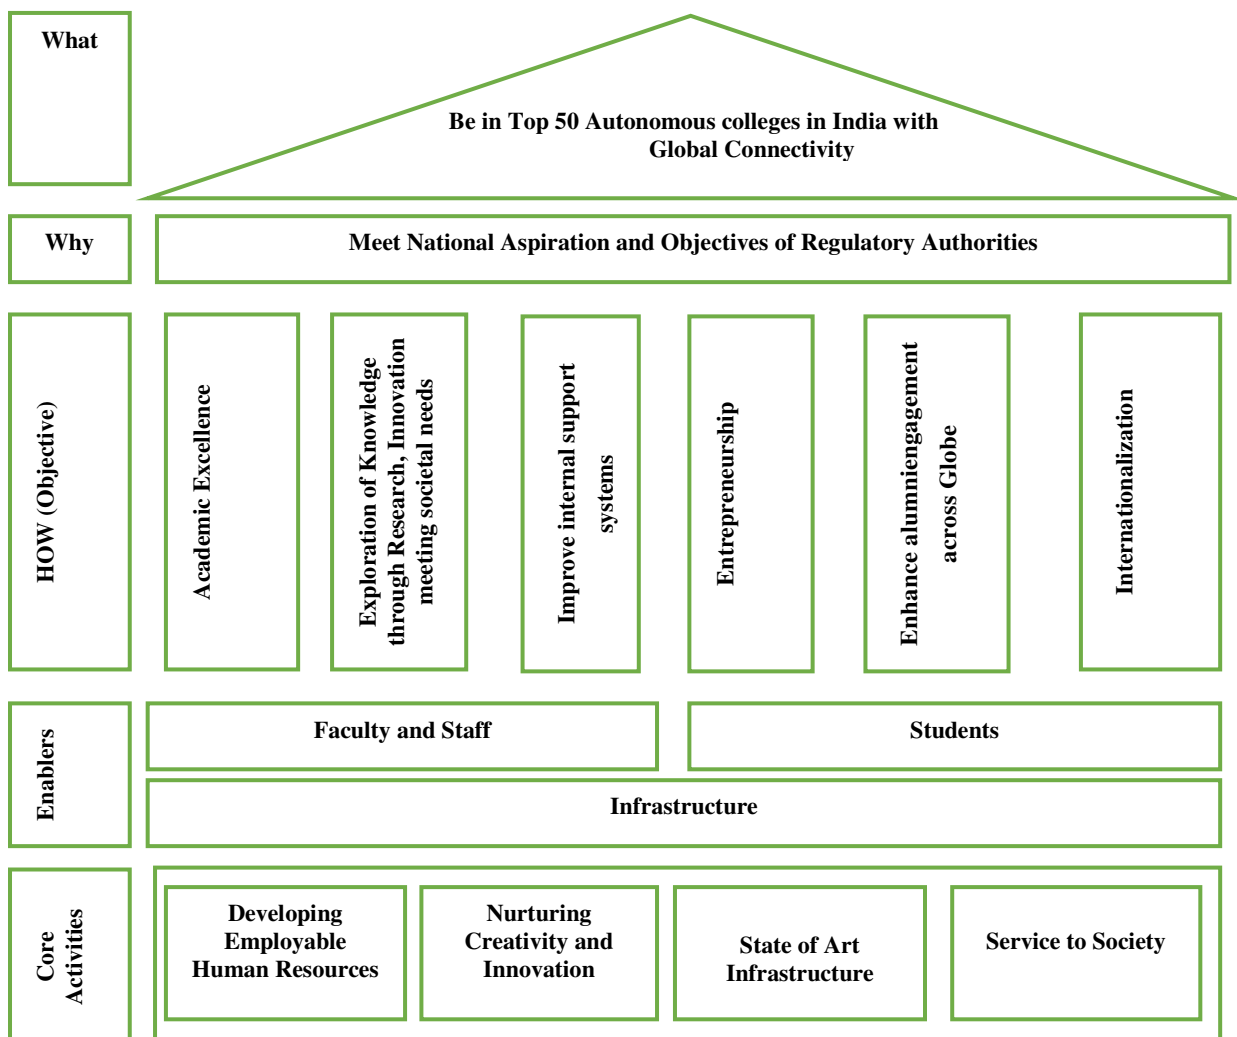 What
Be in Top 50 Autonomous colleges in India with
Global Connectivity
Why
Meet National Aspiration and Objectives of Regulatory Authorities
HOW (Objective)
Academic Excellence
Exploration of Knowledge
through Research, Innovation
meeting societal needs
Improve internal support
systems
Entrepreneurship
Enhance alumniengagement
across Globe
Internationalization
Enablers
Faculty and Staff
Students
Infrastructure
Core
Activities
Developing
Employable
Human Resources
Nurturing
Creativity and
Innovation
State of Art
Infrastructure
Service to Society